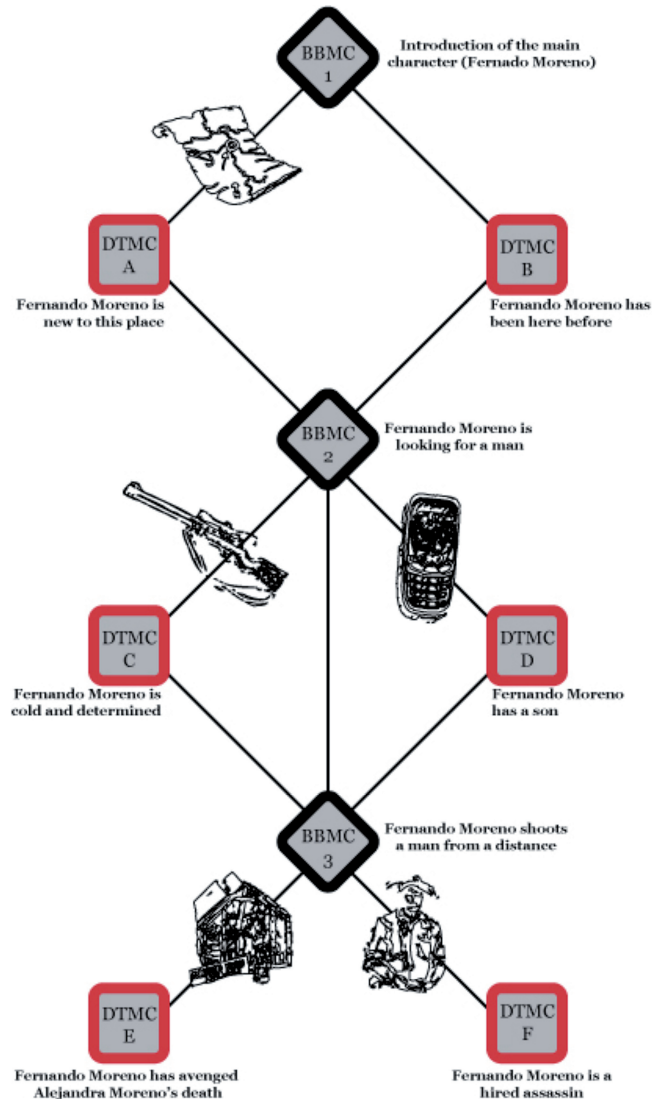 BBMC
1
Introduction of the main
character (Fernado Moreno)
DTMC
A
Fernando Moreno is
new to this place
DTMC
B
Fernando Moreno has
been here before
BBMC
2
Fernando Moreno is
looking for a man
DTMC
C
Fernando Moreno is
cold and determined
DTMC
D
Fernando Moreno
has a son
BBMC
3
Fernando Moreno shoots
a man from a distance
DTMC
E
Fernando Moreno has avenged
Alejandra Moreno's death
DTMC
F
Fernando Moreno is a
hired assassin